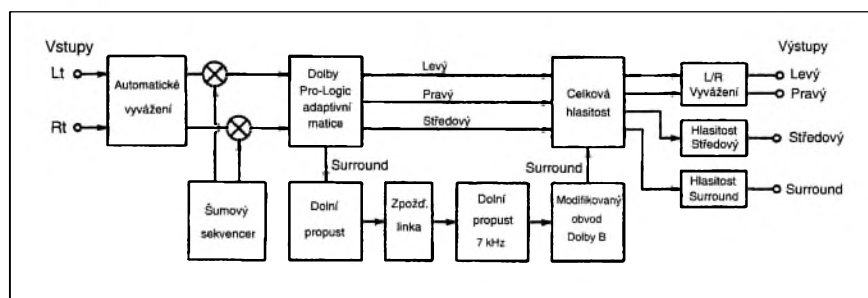 Vstupy
Lt
Rt
Automatické
vyvážení
Šumový
sekvencer
Dolby
Pro-Logic
adaptivní
matice
Levý
Pravý
Středový
Surround
Dolní
propust
Zpožď.
linka
Dolní
propust
7 kHz
Modifikovaný
obvod
Dolby B
Surround
Celková
hlasitost
L/R
Vyvážení
Hlasitost
Středový
Hlasitost
Surround
Výstupy
Levý
Pravý
Středový
Surround